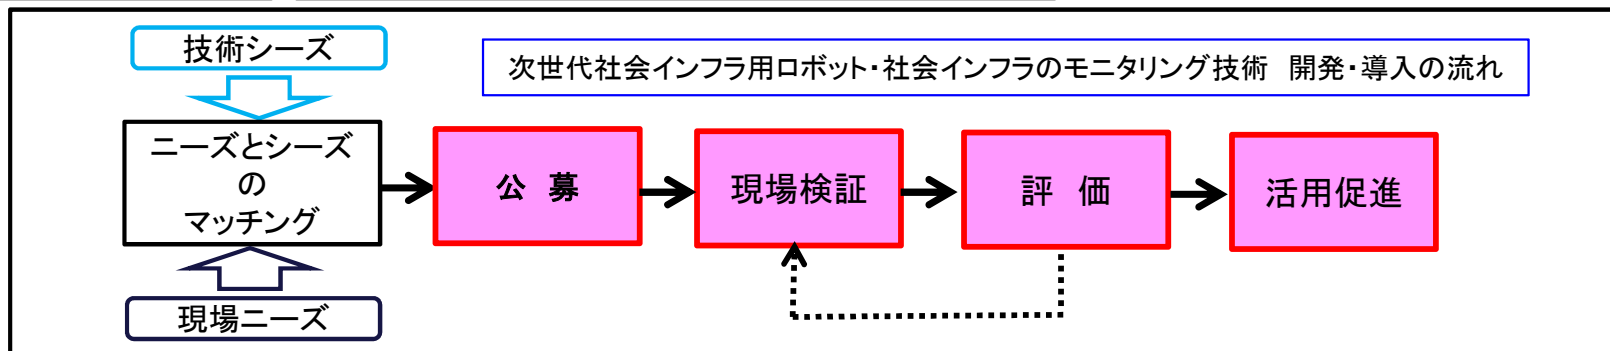 技術シーズ
次世代社会インフラ用ロボット・社会インフラのモニタリング技術　開発・導入の流れ
ニーズとシーズ
の
マッチング
公　募
現場検証
評　価
活用促進
現場ニーズ